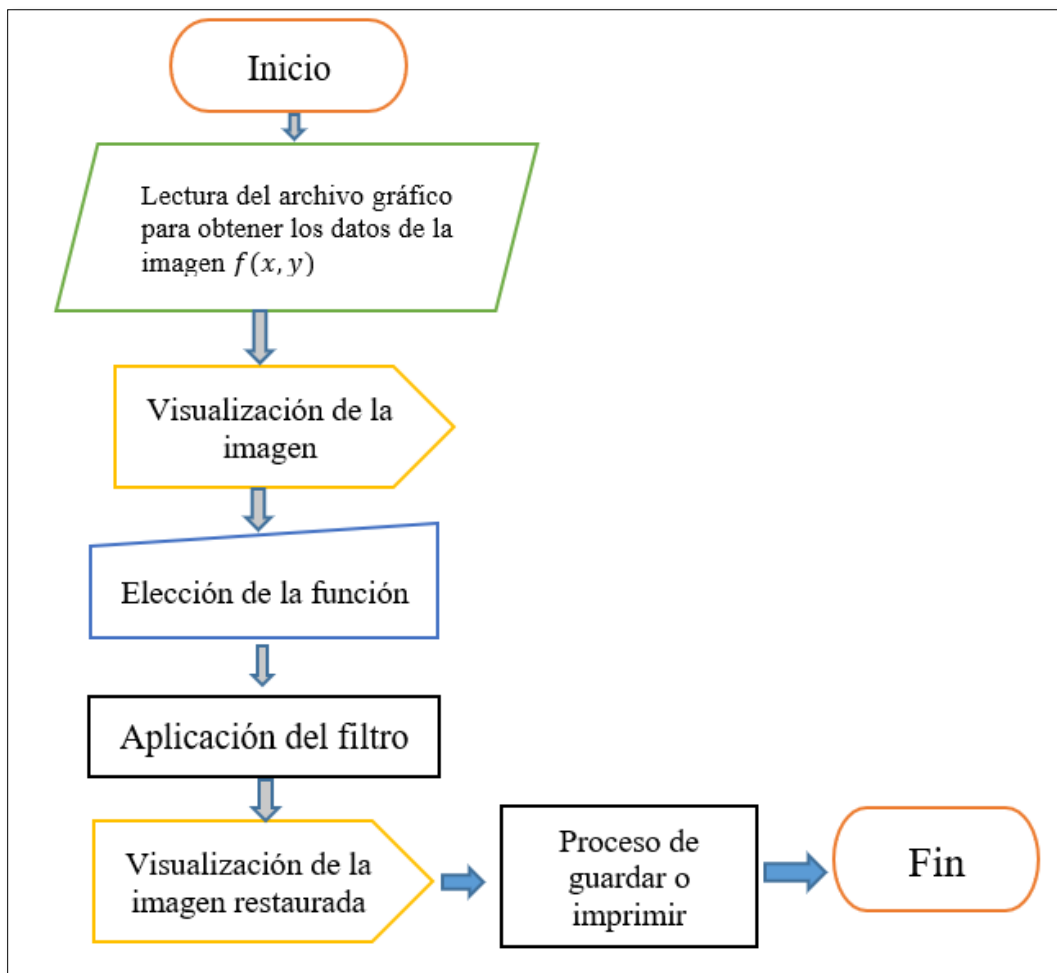 Inicio
Lectura del archivo gráfico
para obtener los datos de la
imagen f(x, y)
Visualización de la
imagen
Elección de la función
Aplicación del filtro
Visualización de la
imagen restaurada
Proceso de
guardar o
imprimir
Fin